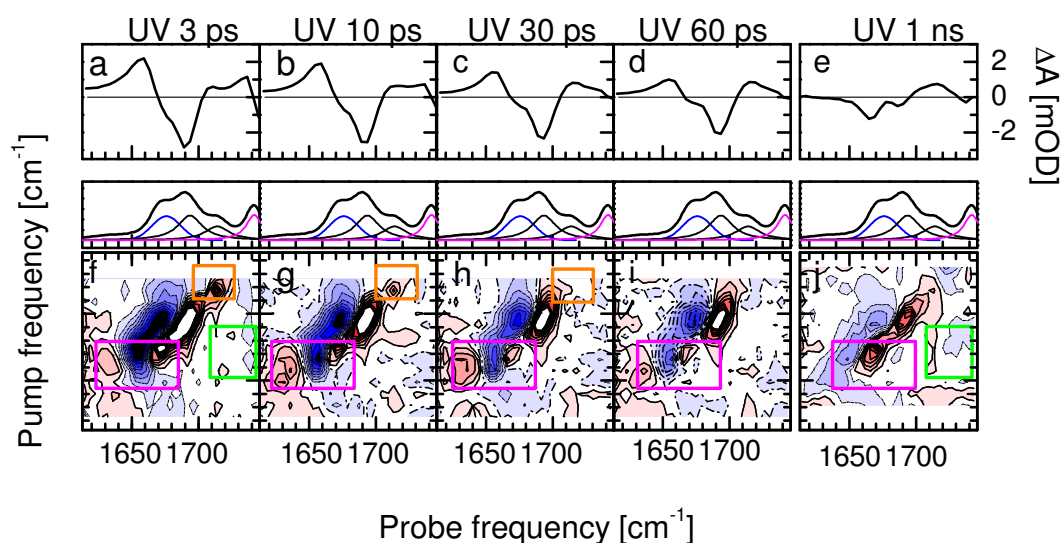 UV 3 ps UV 10 ps UV 30 ps UV 60 ps UV 1 ns
a b c d e
2
0
-2
ΔA [mOD]
Pump frequency [cm-1]
f g h i j
1650 1700 1650 1700 1650 1700 1650 1700 1650 1700
Probe frequency [cm-1]